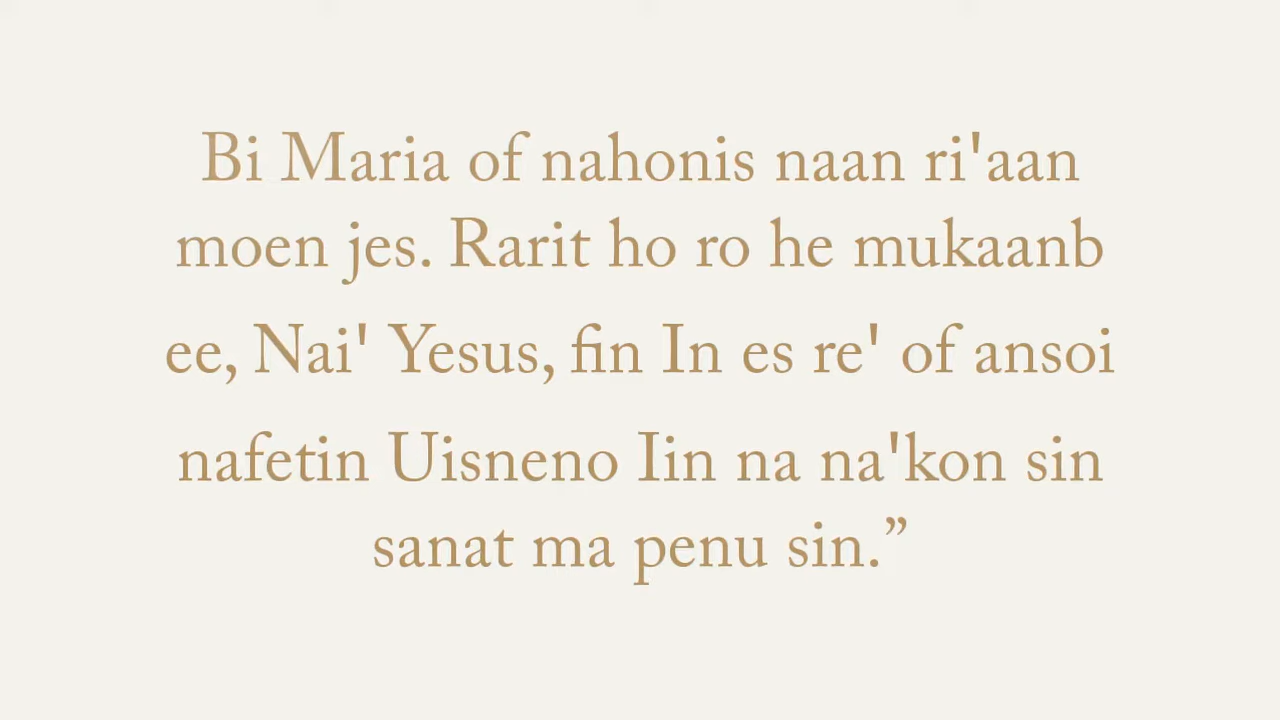 Bi Maria of nahonis naan ri'aan
moen jes. Rarit ho ro he mukaanb
ee, Nai' Yesus, fin In es re' of ansoi
nafetin Uisneno Iin na na'kon sin
sanat ma penu sin.”